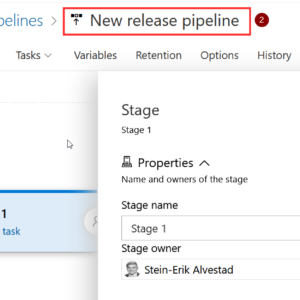 pelines > New release pipeline 2
Tasks Variables Retention Options History
Stage
Stage 1
Properties
Name and owners of the stage
Stage name
1
Stage 1
task
Stage owner
Stein-Erik Alvestad